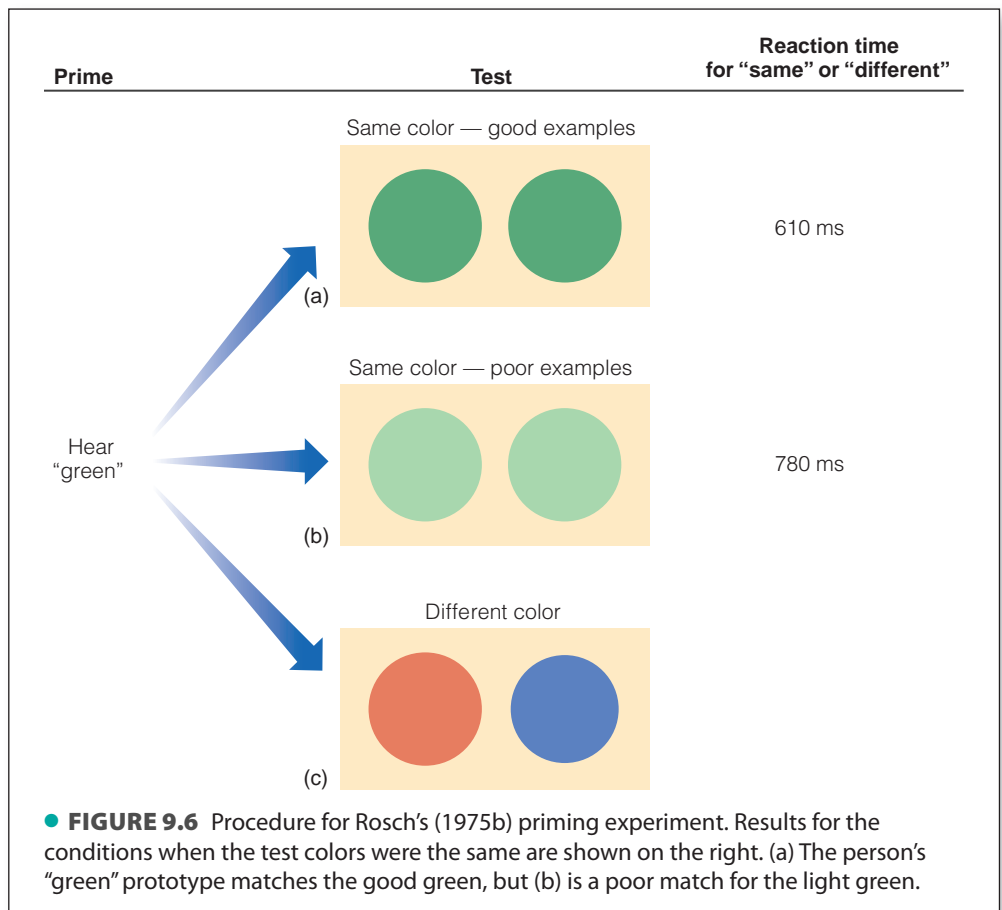 Prime
Test
Reaction time
for “same” or “different”
Same color — good examples
610 ms
(a)
Same color — poor examples
Hear
“green”
780 ms
(b)
Different color
(c)
● FIGURE 9.6 Procedure for Rosch’s (1975b) priming experiment. Results for the
conditions when the test colors were the same are shown on the right. (a) The person’s
“green” prototype matches the good green, but (b) is a poor match for the light green.